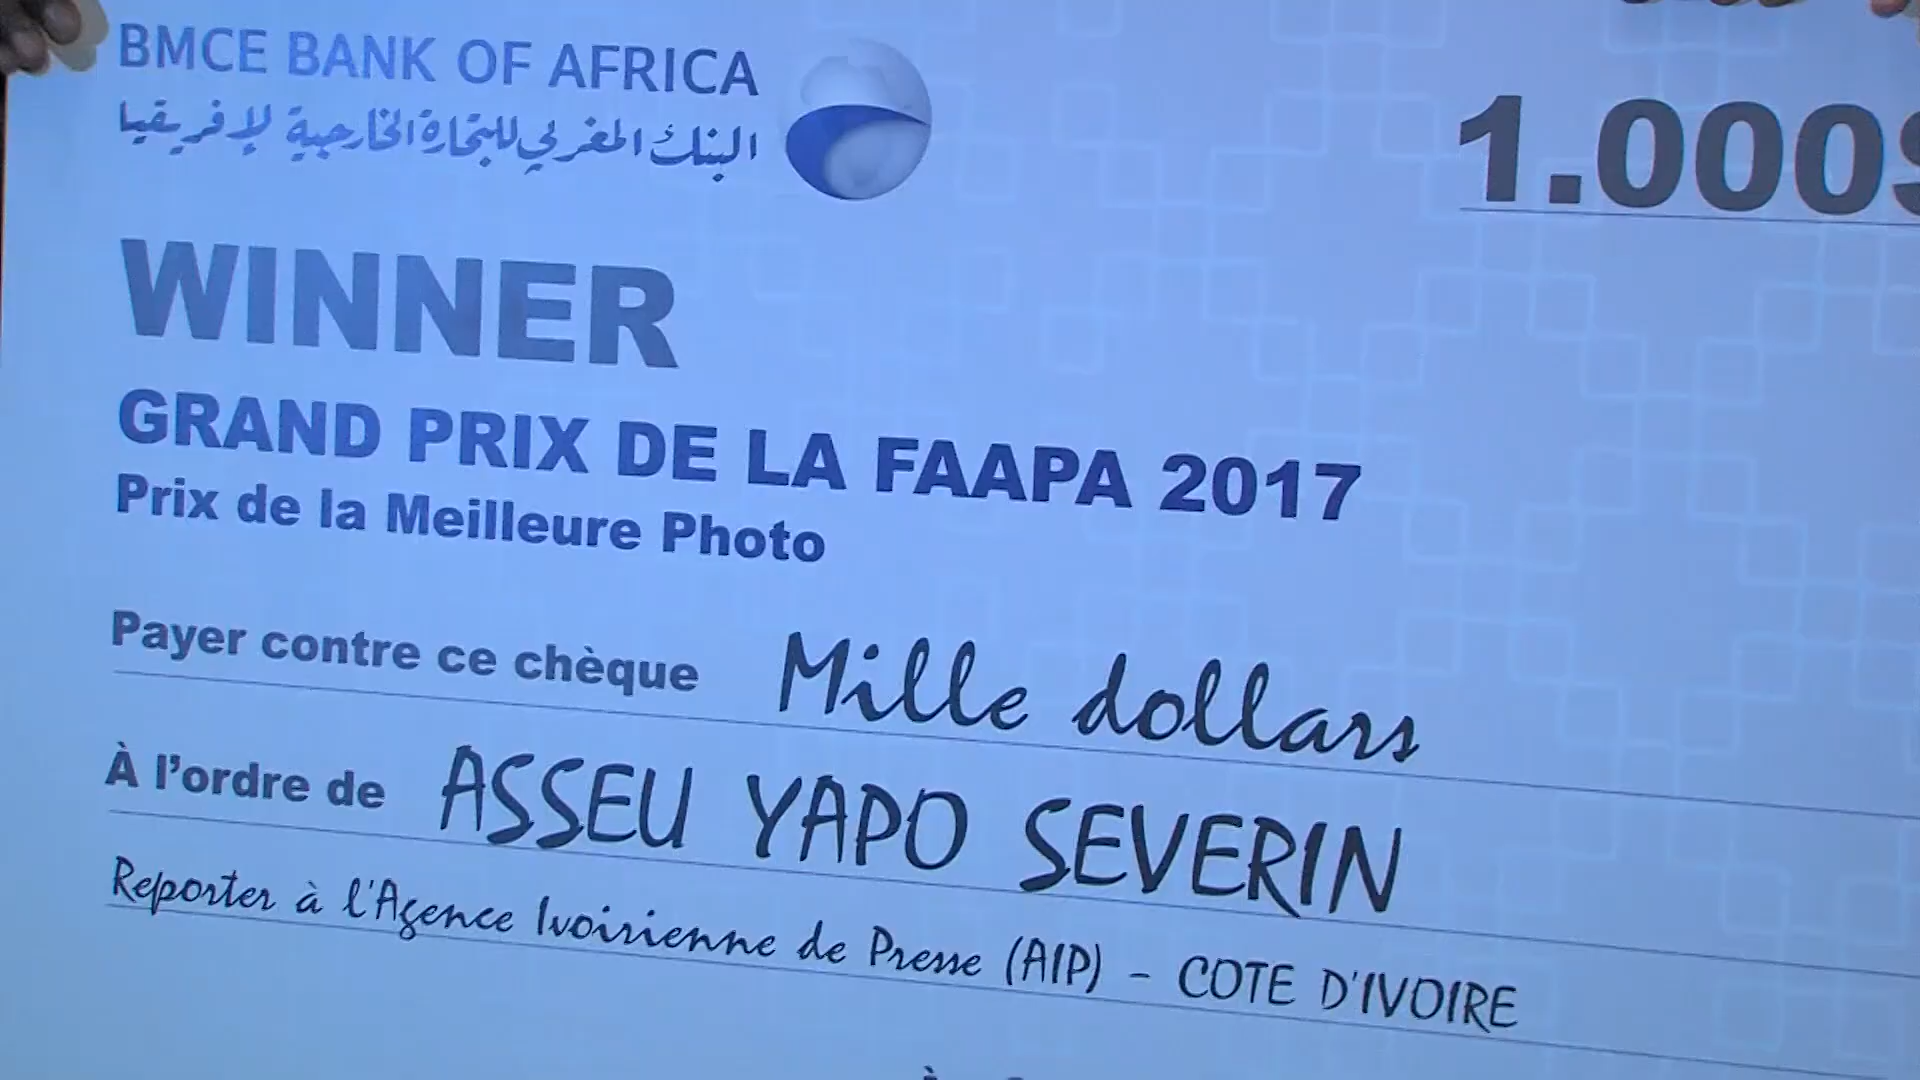 BMCE BANK OF AFRICA
البنك المغربي للتجارة الخارجية لإفريقيا
1.000$
WINNER
GRAND PRIX DE LA FAAPA 2017
Prix de la Meilleure Photo
Payer contre ce chèque Mille dollars
À l'ordre de ASSEU YAPO SEVERIN
Reporter à l'Agence Ivoirienne de Presse (AIP) - COTE D'IVOIRE